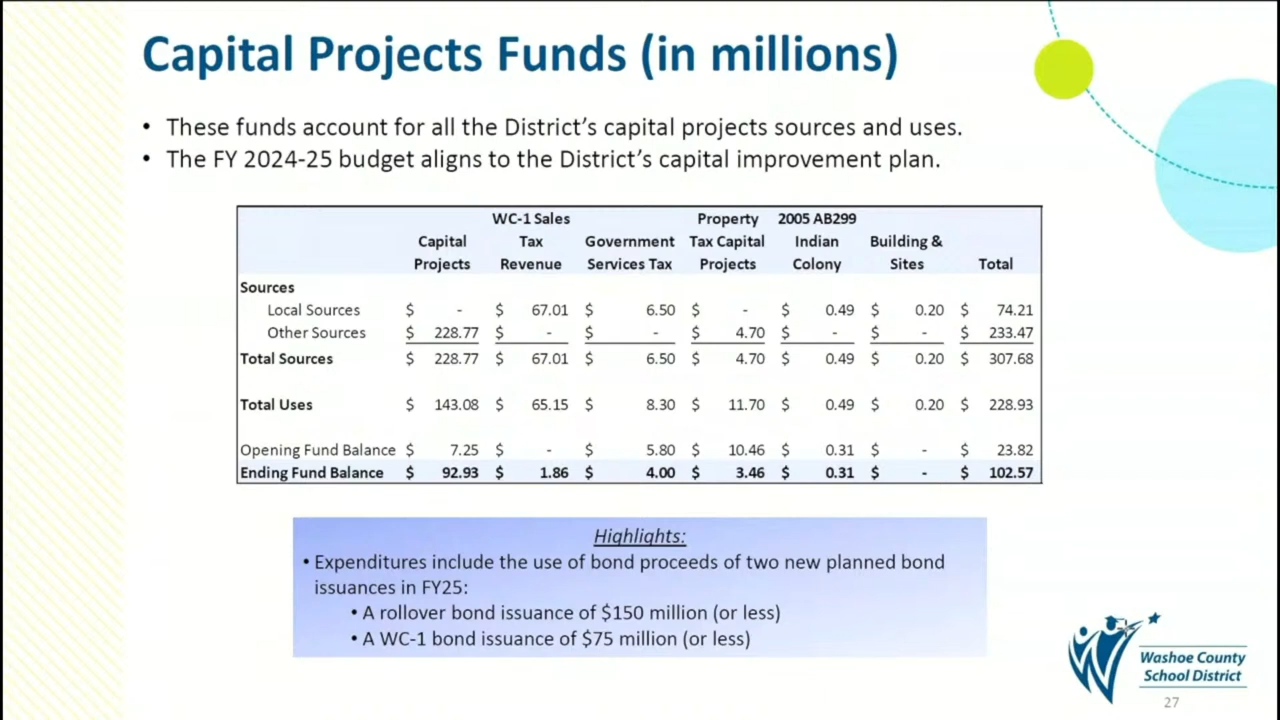 Capital Projects Funds (in millions)
• These funds account for all the District's capital projects sources and uses.
• The FY 2024-25 budget aligns to the District's capital improvement plan.
WC-1 Sales Property 2005 AB299
Capital Tax Government Tax Capital Indian Building &
Projects Revenue Services Tax Projects Colony Sites Total
Sources
Local Sources $ - $ 67.01 $ 6.50 $ - $ 0.49 $ 0.20 $ 74.21
Other Sources $ 228.77 $ - $ - $ 4.70 $ - $ - $ 233.47
Total Sources $ 228.77 $ 67.01 $ 6.50 $ 4.70 $ 0.49 $ 0.20 $ 307.68
Total Uses $ 143.08 $ 65.15 $ 8.30 $ 11.70 $ 0.49 $ 0.20 $ 228.93
Opening Fund Balance $ 7.25 $ - $ 5.80 $ 10.46 $ 0.31 $ - $ 23.82
Ending Fund Balance $ 92.93 $ 1.86 $ 4.00 $ 3.46 $ 0.31 $ - $ 102.57
Highlights:
• Expenditures include the use of bond proceeds of two new planned bond
issuances in FY25:
• A rollover bond issuance of $150 million (or less)
• A WC-1 bond issuance of $75 million (or less)
Washoe County
School District
27